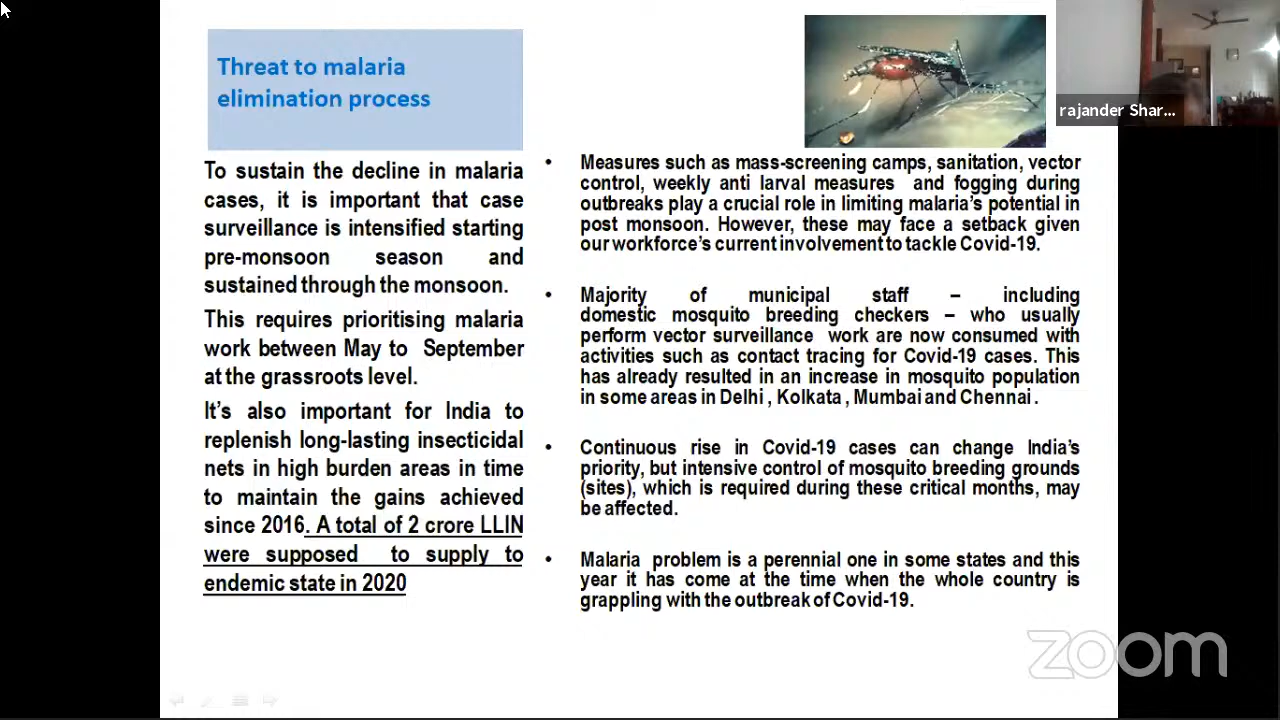 Threat to malaria
elimination process
To sustain the decline in malaria
cases, it is important that case
surveillance is intensified starting
pre-monsoon season and
sustained through the monsoon.
This requires prioritising malaria
work between May to September
at the grassroots level.
It's also important for India to
replenish long-lasting insecticidal
nets in high burden areas in time
to maintain the gains achieved
since 2016. A total of 2 crore LLIN
were supposed to supply to
endemic state in 2020
• Measures such as mass-screening camps, sanitation, vector
control, weekly anti larval measures and fogging during
outbreaks play a crucial role in limiting malaria's potential in
post monsoon. However, these may face a setback given
our workforce's current involvement to tackle Covid-19.
• Majority of municipal staff – including
domestic mosquito breeding checkers – who usually
perform vector surveillance work are now consumed with
activities such as contact tracing for Covid-19 cases. This
has already resulted in an increase in mosquito population
in some areas in Delhi , Kolkata , Mumbai and Chennai .
• Continuous rise in Covid-19 cases can change India's
priority, but intensive control of mosquito breeding grounds
(sites), which is required during these critical months, may
be affected.
• Malaria problem is a perennial one in some states and this
year it has come at the time when the whole country is
grappling with the outbreak of Covid-19.
rajander Shar...
zoom